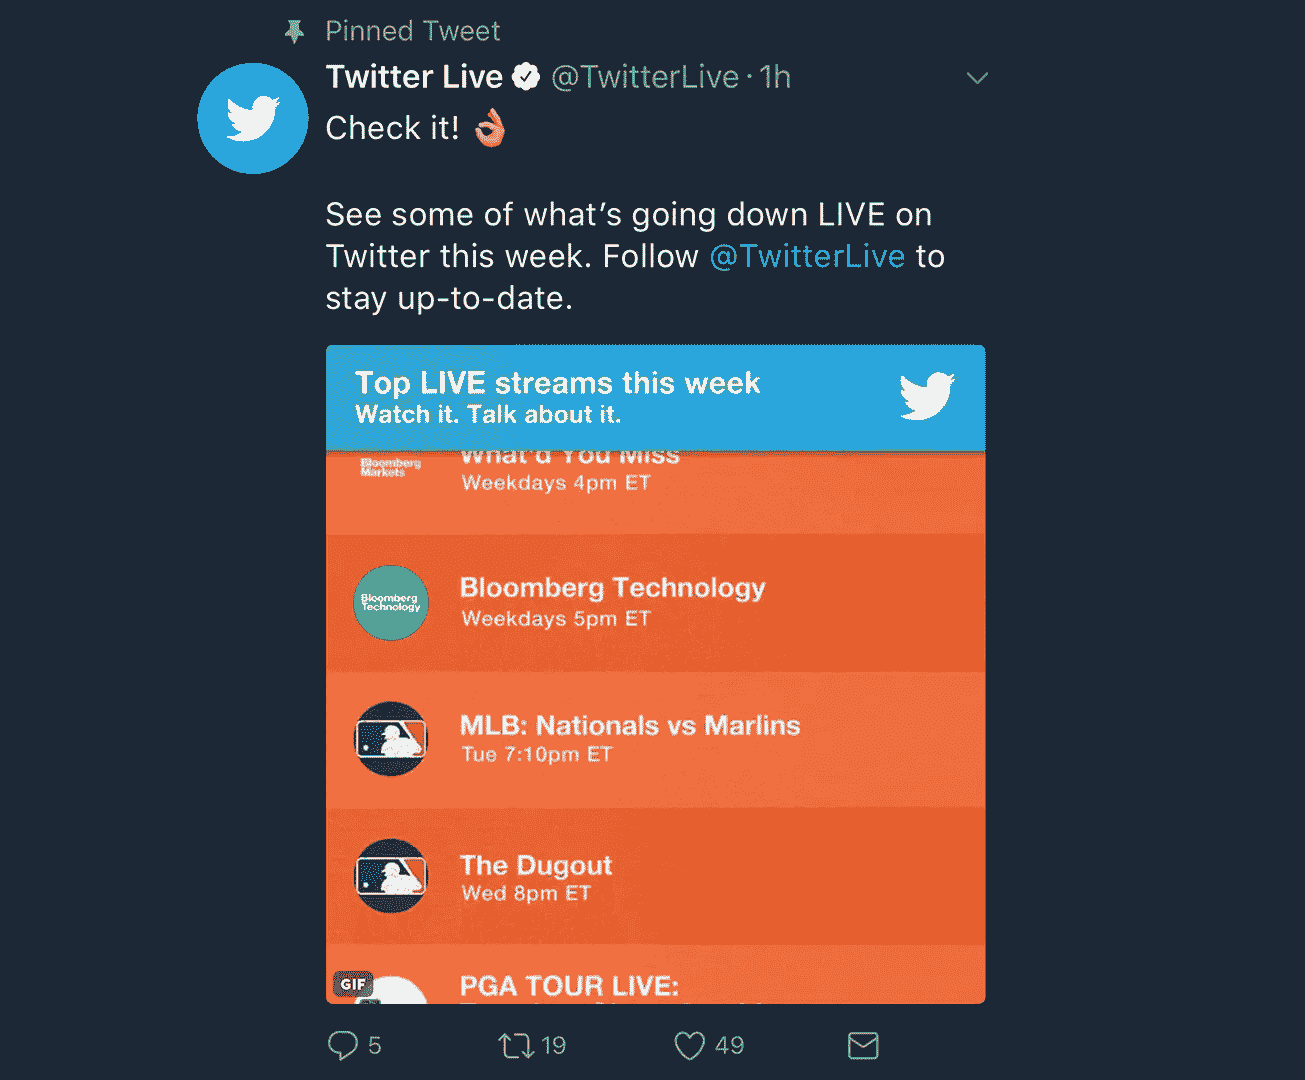 Pinned Tweet
Twitter Live @TwitterLive · 1h
Check it! 👌
See some of what’s going down LIVE on
Twitter this week. Follow @TwitterLive to
stay up-to-date.
Top LIVE streams this week
Watch it. Talk about it.
Bloomberg
Markets
What'd You Miss
Weekdays 4pm ET
Bloomberg
Technology
Bloomberg Technology
Weekdays 5pm ET
MLB: Nationals vs Marlins
Tue 7:10pm ET
The Dugout
Wed 8pm ET
GIF
PGA TOUR LIVE:
5 19 49